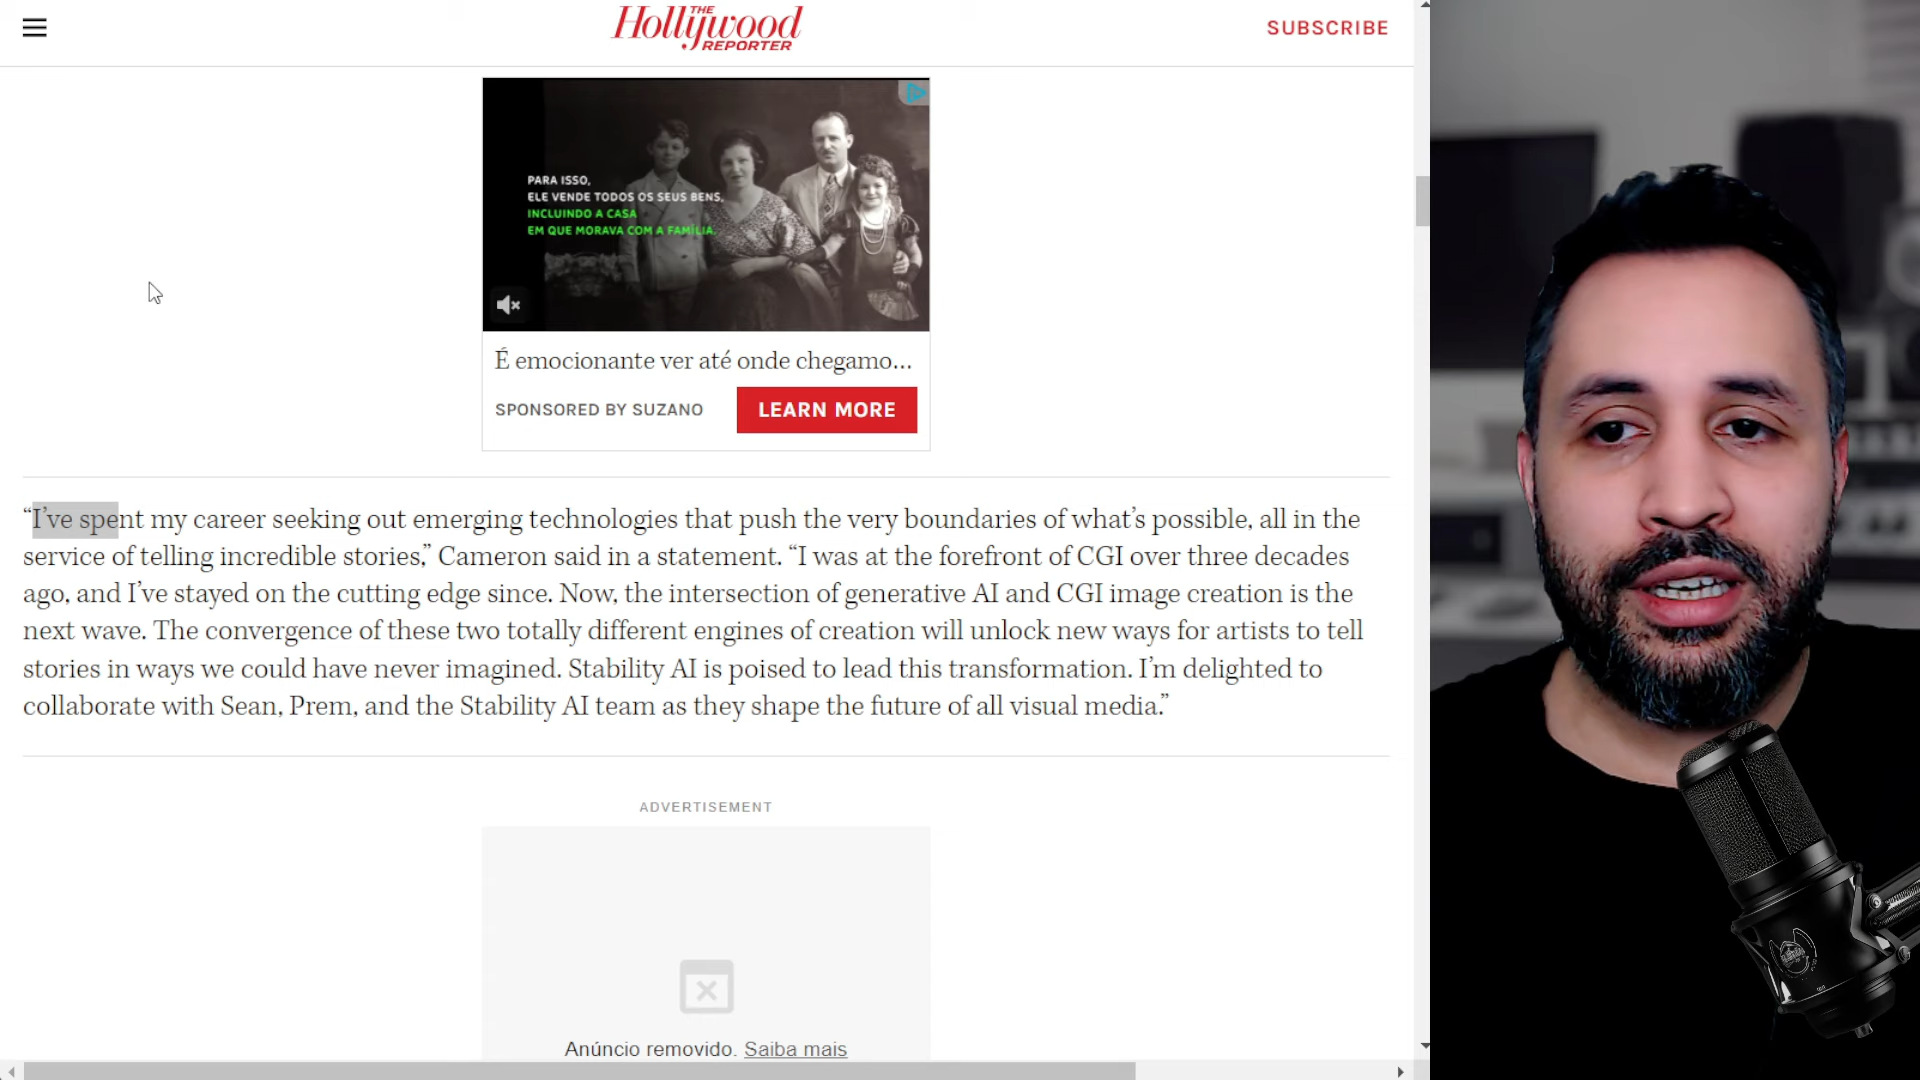 THE
Hollywood
REPORTER
SUBSCRIBE
PARA ISSO,
ELE VENDE TODOS OS SEUS BENS,
INCLUINDO A CASA
EM QUE MORAVA COM A FAMÍLIA.
É emocionante ver até onde chegamo...
SPONSORED BY SUZANO
LEARN MORE
“I’ve spent my career seeking out emerging technologies that push the very boundaries of what’s possible, all in the
service of telling incredible stories,” Cameron said in a statement. “I was at the forefront of CGI over three decades
ago, and I’ve stayed on the cutting edge since. Now, the intersection of generative AI and CGI image creation is the
next wave. The convergence of these two totally different engines of creation will unlock new ways for artists to tell
stories in ways we could have never imagined. Stability AI is poised to lead this transformation. I’m delighted to
collaborate with Sean, Prem, and the Stability AI team as they shape the future of all visual media.”
ADVERTISEMENT
Anúncio removido. Saiba mais